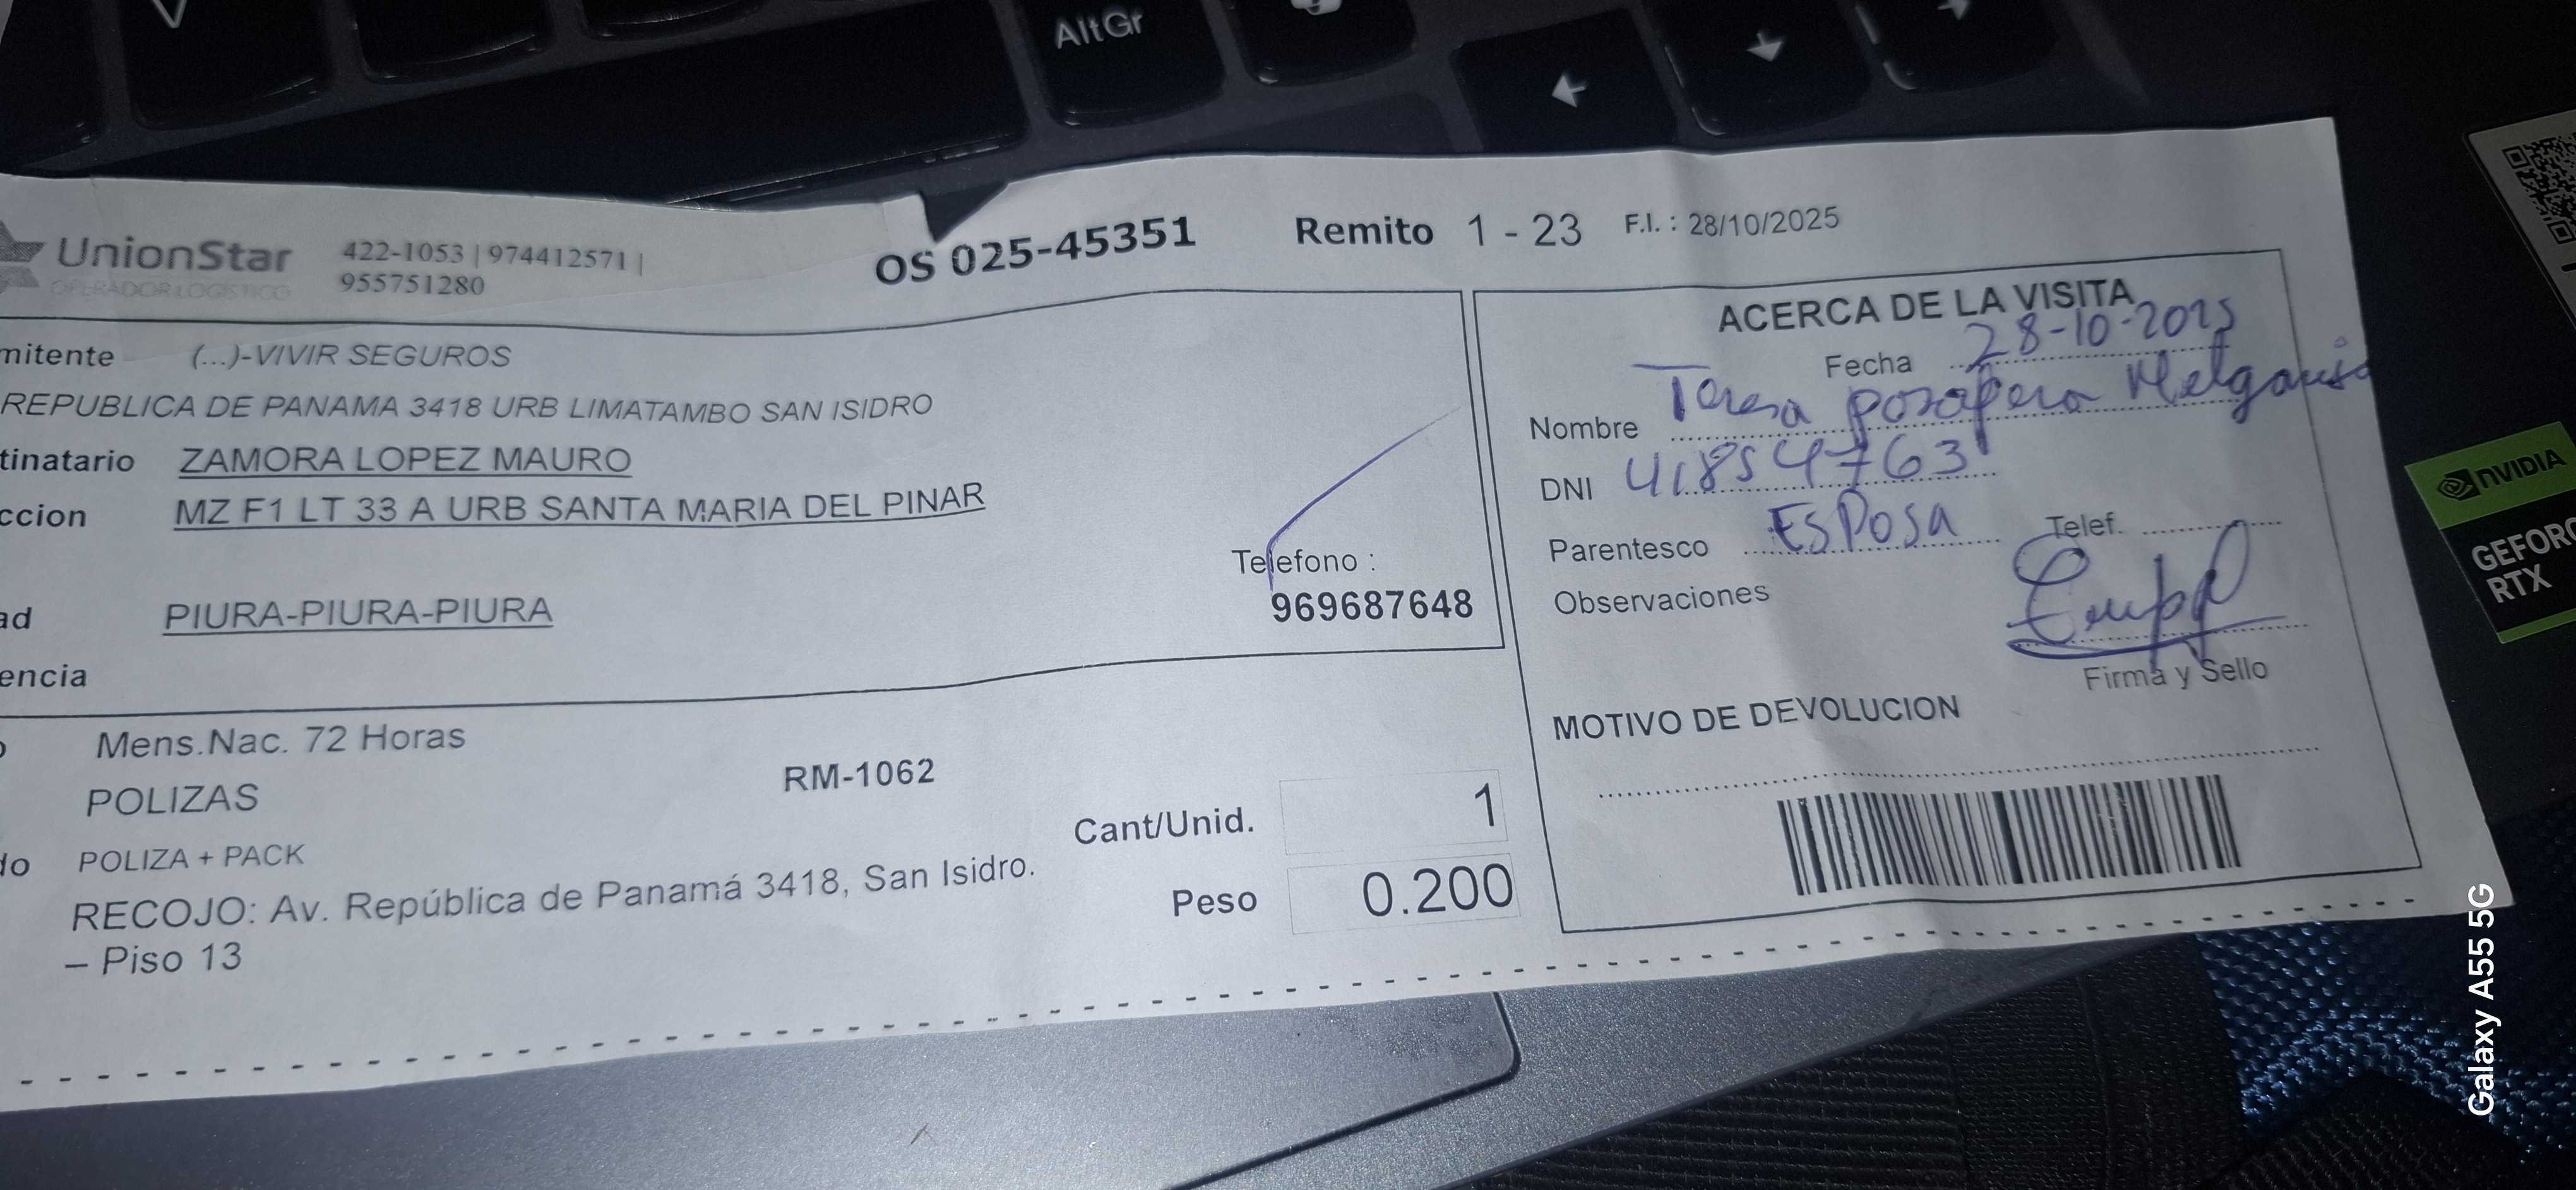 AltGr
UnionStar
OPERADOR LOGISTICO
422-1053 | 974412571 |
955751280
OS 025-45351
Remito 1 - 23
F.I. : 28/10/2025
mitente (...)-VIVIR SEGUROS
REPUBLICA DE PANAMA 3418 URB LIMATAMBO SAN ISIDRO
tinatario ZAMORA LOPEZ MAURO
ccion MZ F1 LT 33 A URB SANTA MARIA DEL PINAR
Telefono :
969687648
ad PIURA-PIURA-PIURA
encia
Mens.Nac. 72 Horas
POLIZAS
RM-1062
do POLIZA + PACK
RECOJO: Av. República de Panamá 3418, San Isidro.
– Piso 13
Cant/Unid. 1
Peso 0.200
ACERCA DE LA VISITA
Fecha 28-10-2025
Nombre Teresa
DNI 41854763
Parentesco ESPOSA Telef.
Observaciones
Firma y Sello
MOTIVO DE DEVOLUCION
NVIDIA
GEFORC
RTX
Galaxy A55 5G